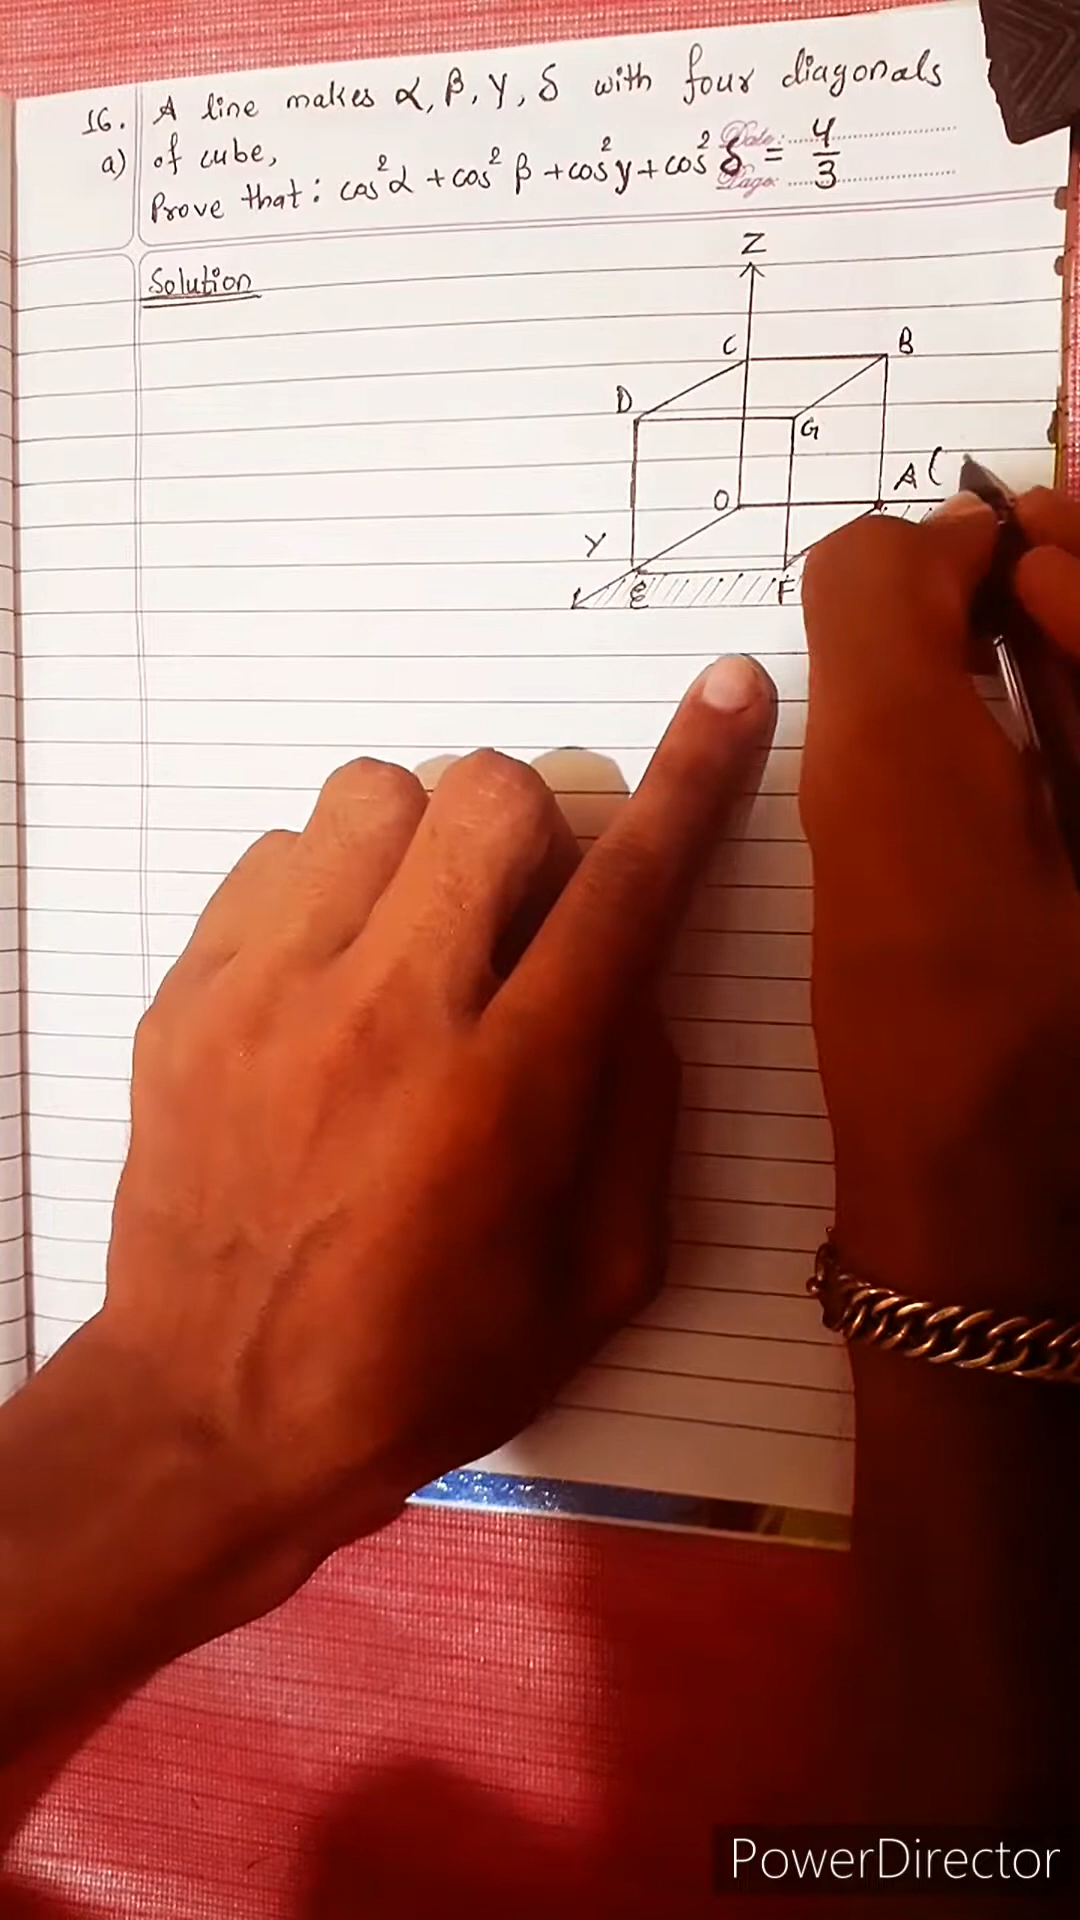 16. A line makes α, β, γ, δ with four diagonals
a) of cube,
Date:
Prove that: cos²α + cos²β + cos²γ + cos²δ = 4/3
Page:
Solution
Z
C B
D
G
A (
O
Y
E F
PowerDirector